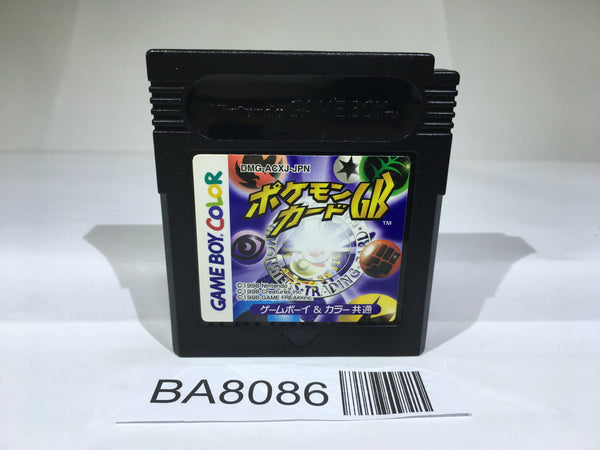 Nintendo GAMEBOY
DMG-ACXJ-JPN
ポケモン
カードGB
TM
GAME BOY COLOR
©1998 Nintendo
©1998 Creatures inc.
©1998 GAME FREAK inc.
ゲームボーイ & カラー 共通
BA8086